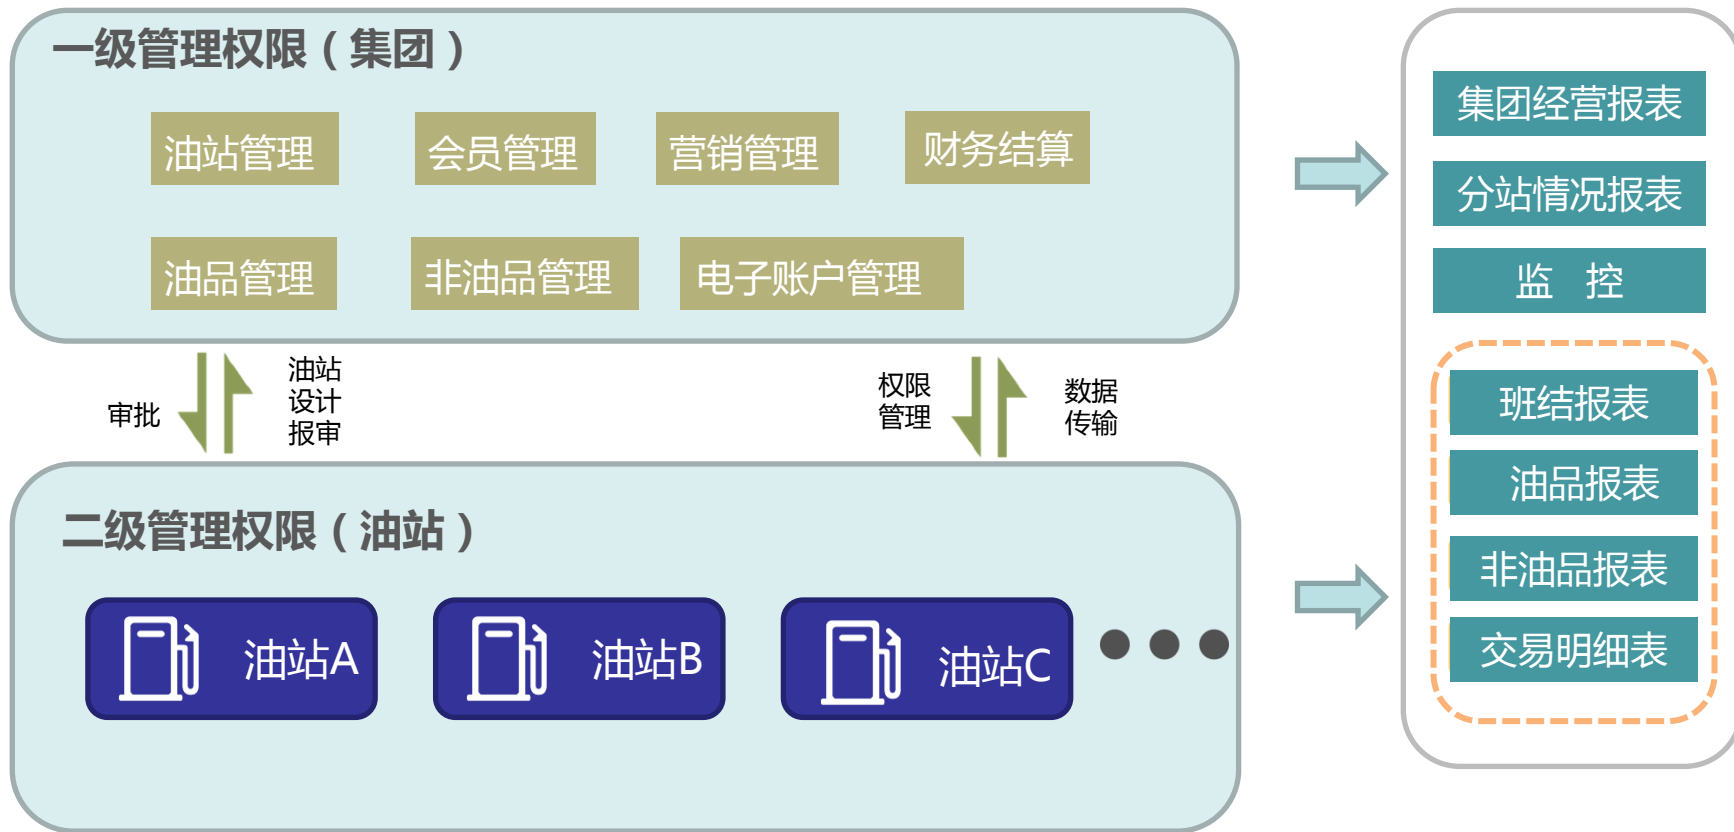 一级管理权限（集团）
油站管理
会员管理
营销管理
财务结算
油品管理
非油品管理
电子账户管理
审批
油站
设计
报审
权限
管理
数据
传输
二级管理权限（油站）
油站A
油站B
油站C
集团经营报表
分站情况报表
监 控
班结报表
油品报表
非油品报表
交易明细表